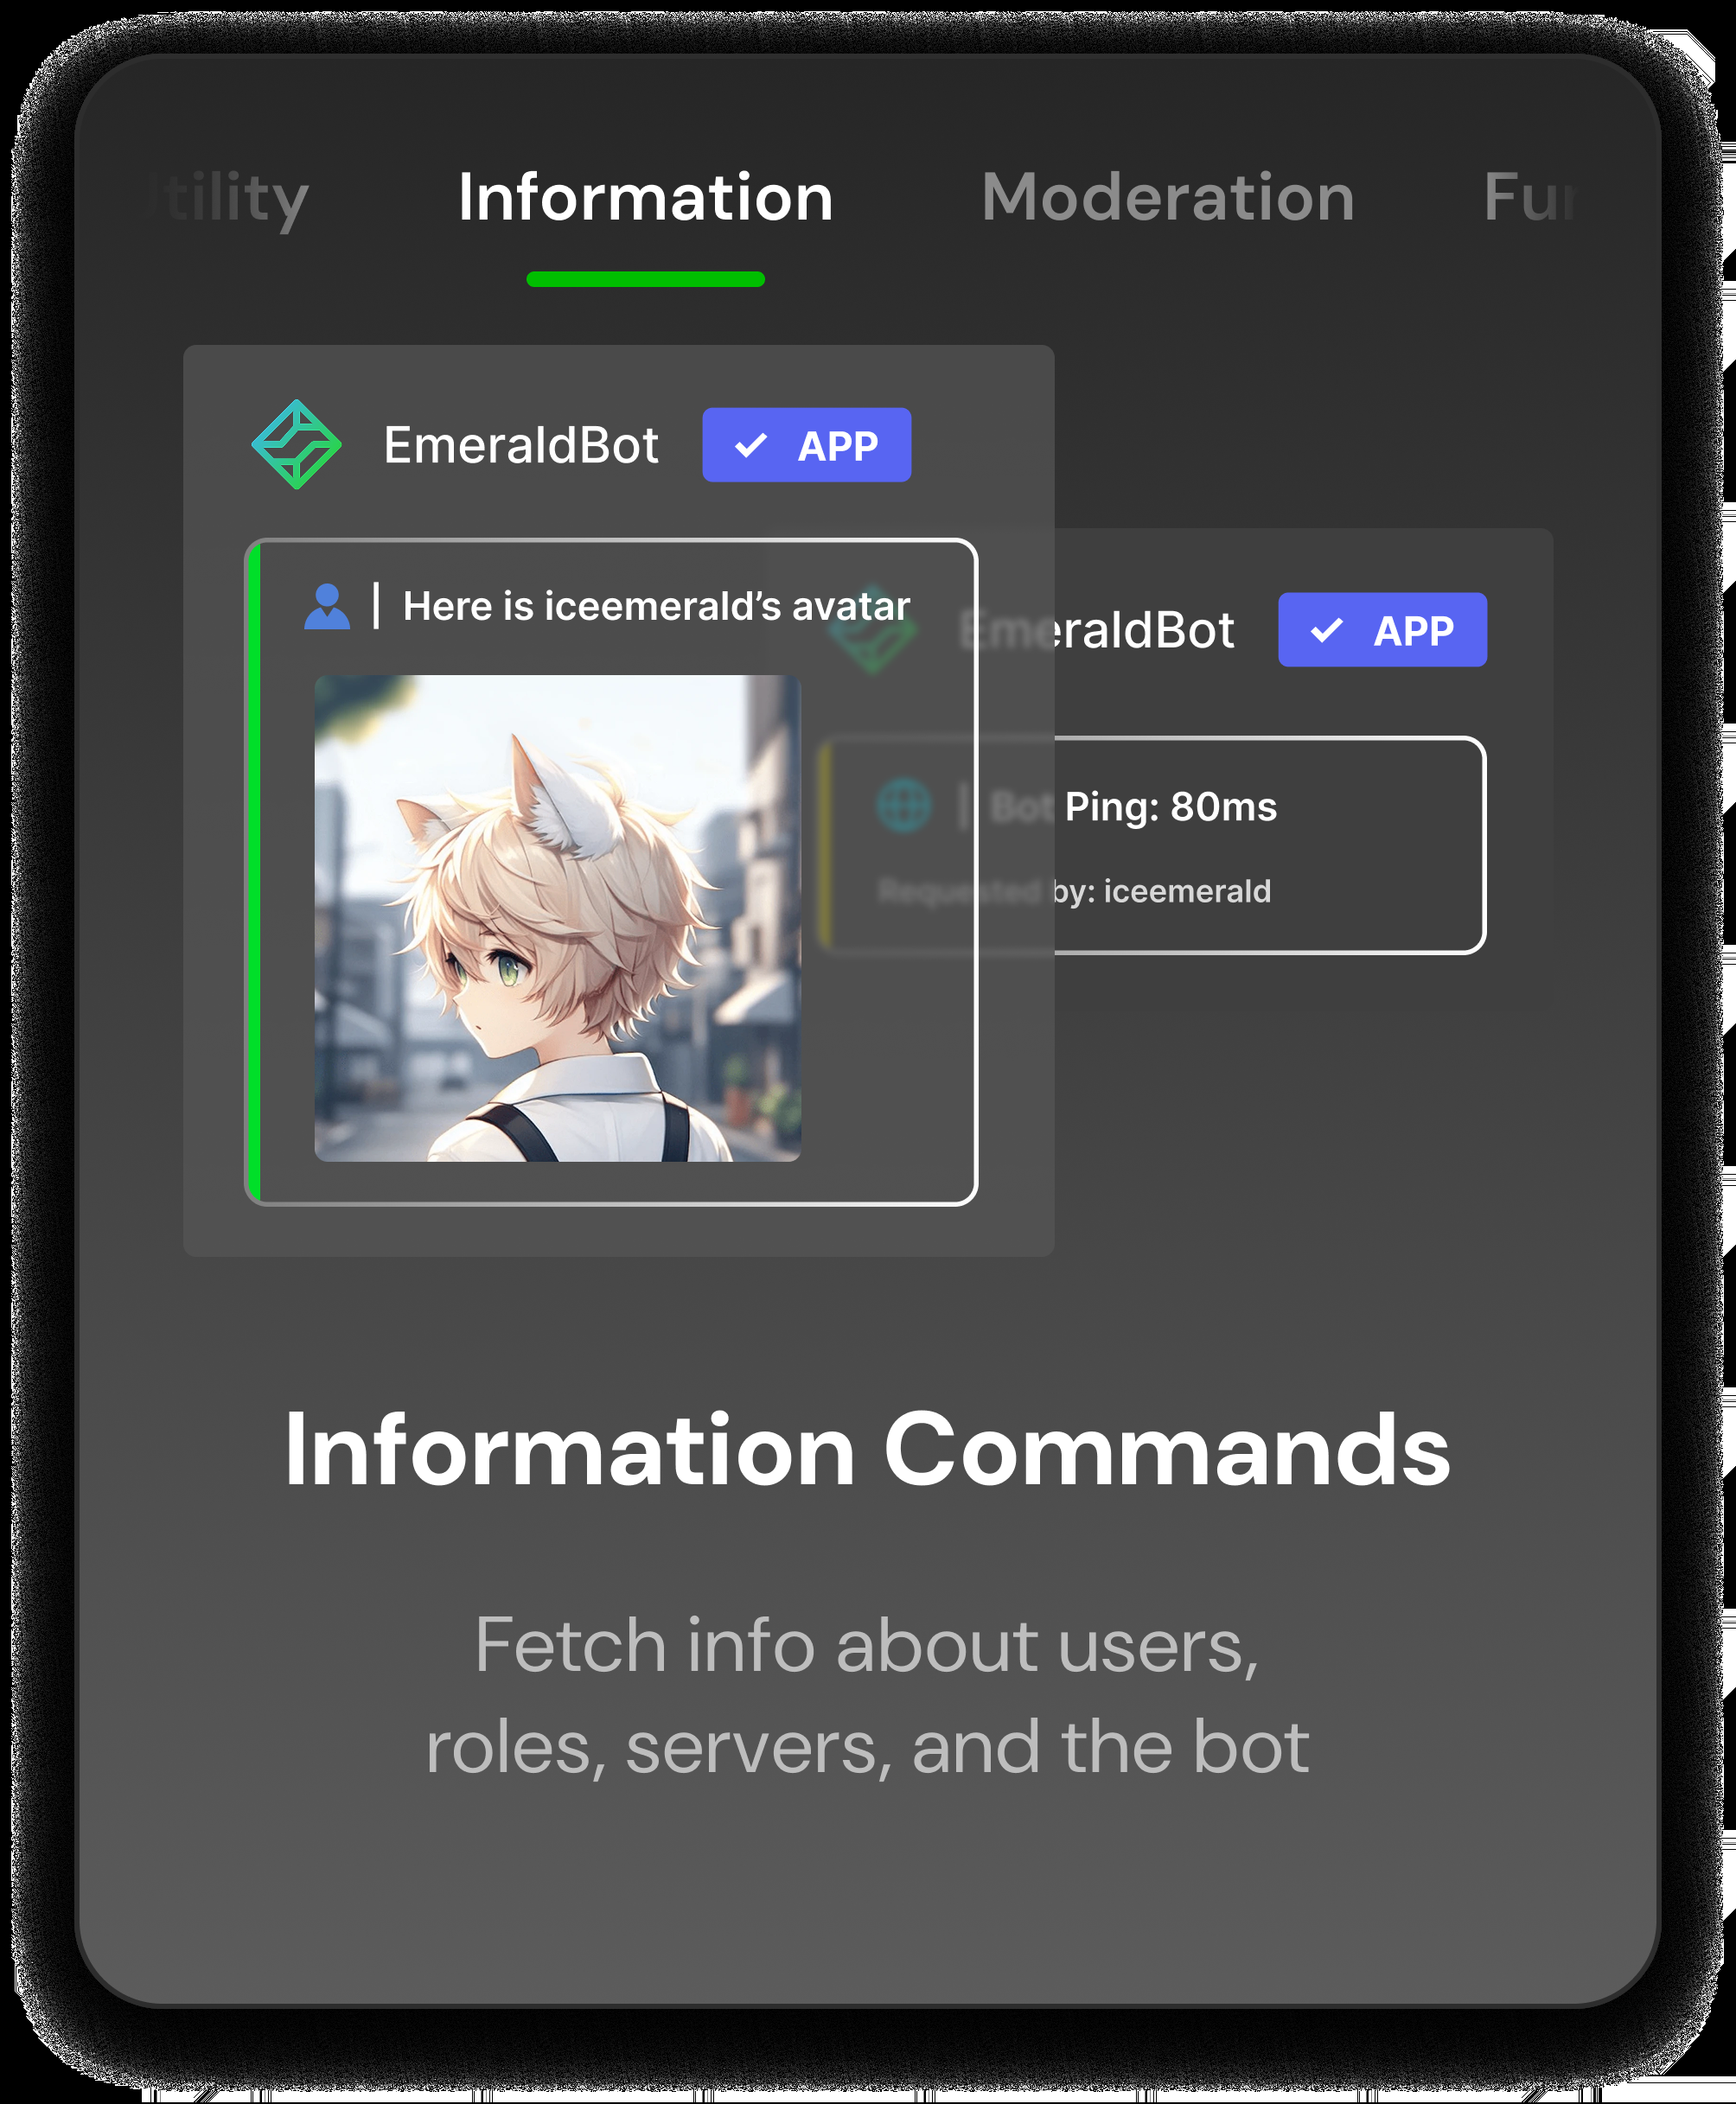 tility
Information
Moderation
Fun
EmeraldBot
APP
| Here is iceemerald’s avatar
EmeraldBot
APP
| Bot Ping: 80ms
Requested by: iceemerald
Information Commands
Fetch info about users,
roles, servers, and the bot